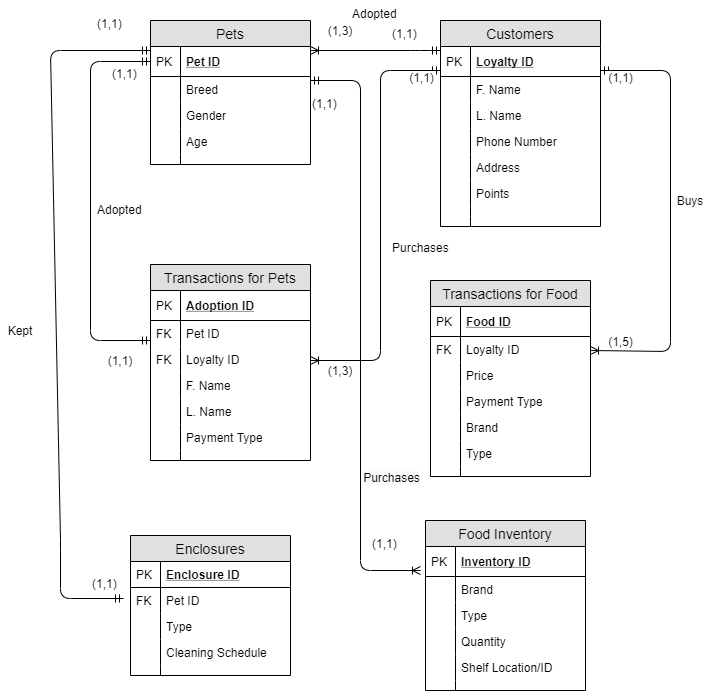 Adopted
(1,1)
Pets
(1,3)
(1,1)
Customers
PK Pet ID
PK Loyalty ID
(1,1)
(1,1)
(1,1)
(1,1)
Breed
Gender
Age
F. Name
L. Name
Phone Number
Address
Points
Adopted
Buys
Purchases
Transactions for Pets
PK Adoption ID
FK Pet ID
FK Loyalty ID
F. Name
L. Name
Payment Type
Transactions for Food
PK Food ID
FK Loyalty ID
Price
Payment Type
Brand
Type
Kept
(1,1)
(1,3)
(1,5)
Purchases
Enclosures
PK Enclosure ID
FK Pet ID
Type
Cleaning Schedule
(1,1)
(1,1)
Food Inventory
PK Inventory ID
Brand
Type
Quantity
Shelf Location/ID